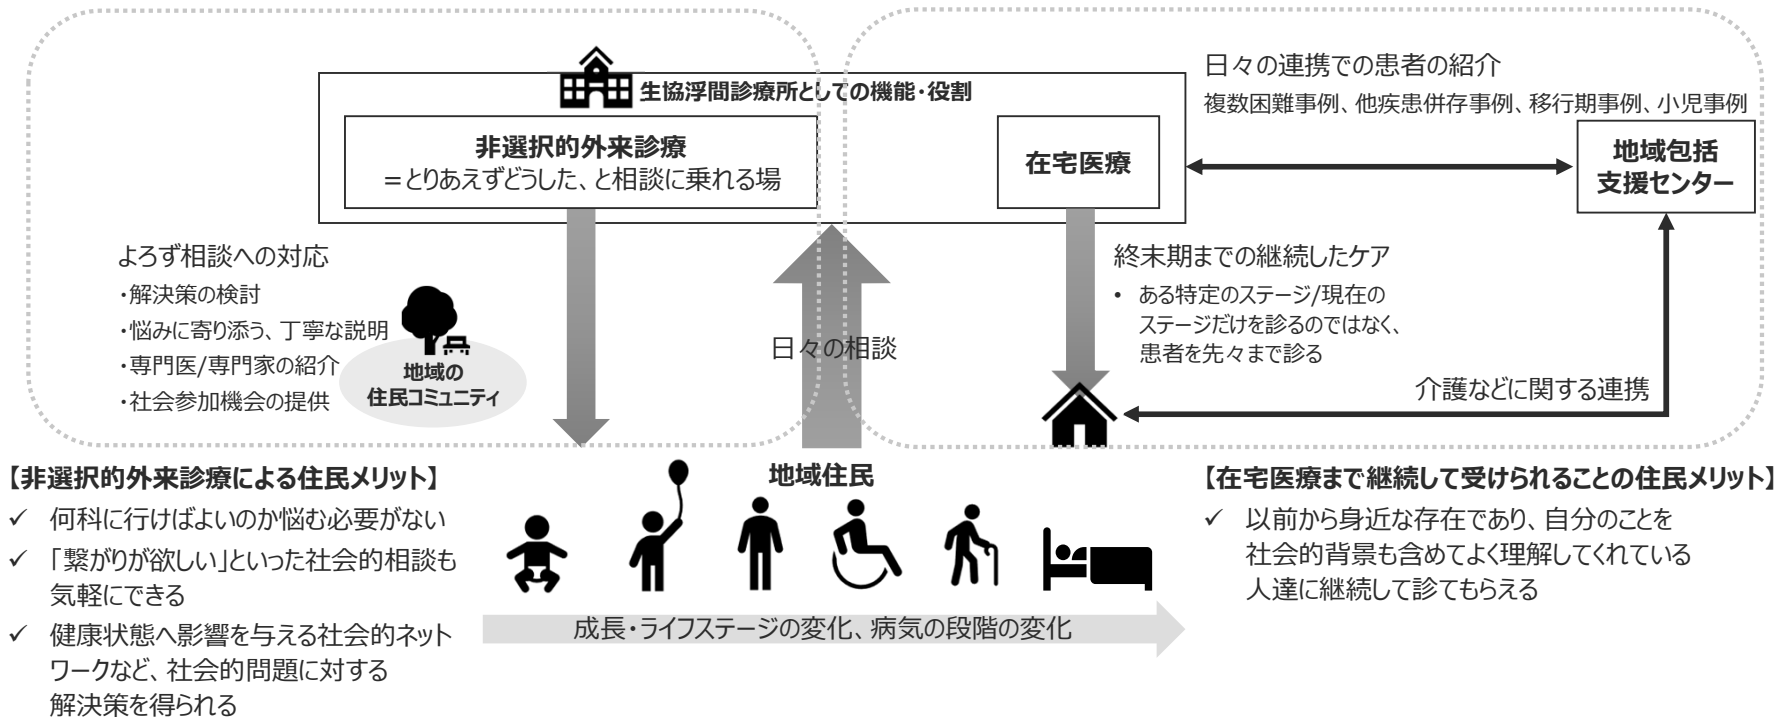 生協浮間診療所としての機能・役割
非選択的外来診療
＝とりあえずどうした、と相談に乗れる場
在宅医療
日々の連携での患者の紹介
複数困難事例、他疾患併存事例、移行期事例、小児事例
地域包括
支援センター
よろず相談への対応
・解決策の検討
・悩みに寄り添う、丁寧な説明
・専門医/専門家の紹介
・社会参加機会の提供
地域の
住民コミュニティ
日々の相談
終末期までの継続したケア
• ある特定のステージ/現在の
ステージだけを診るのではなく、
患者を先々まで診る
介護などに関する連携
【非選択的外来診療による住民メリット】
✓ 何科に行けばよいのか悩む必要がない
✓ 「繋がりが欲しい」といった社会的相談も
気軽にできる
✓ 健康状態へ影響を与える社会的ネット
ワークなど、社会的問題に対する
解決策を得られる
地域住民
成長・ライフステージの変化、病気の段階の変化
【在宅医療まで継続して受けられることの住民メリット】
✓ 以前から身近な存在であり、自分のことを
社会的背景も含めてよく理解してくれている
人達に継続して診てもらえる